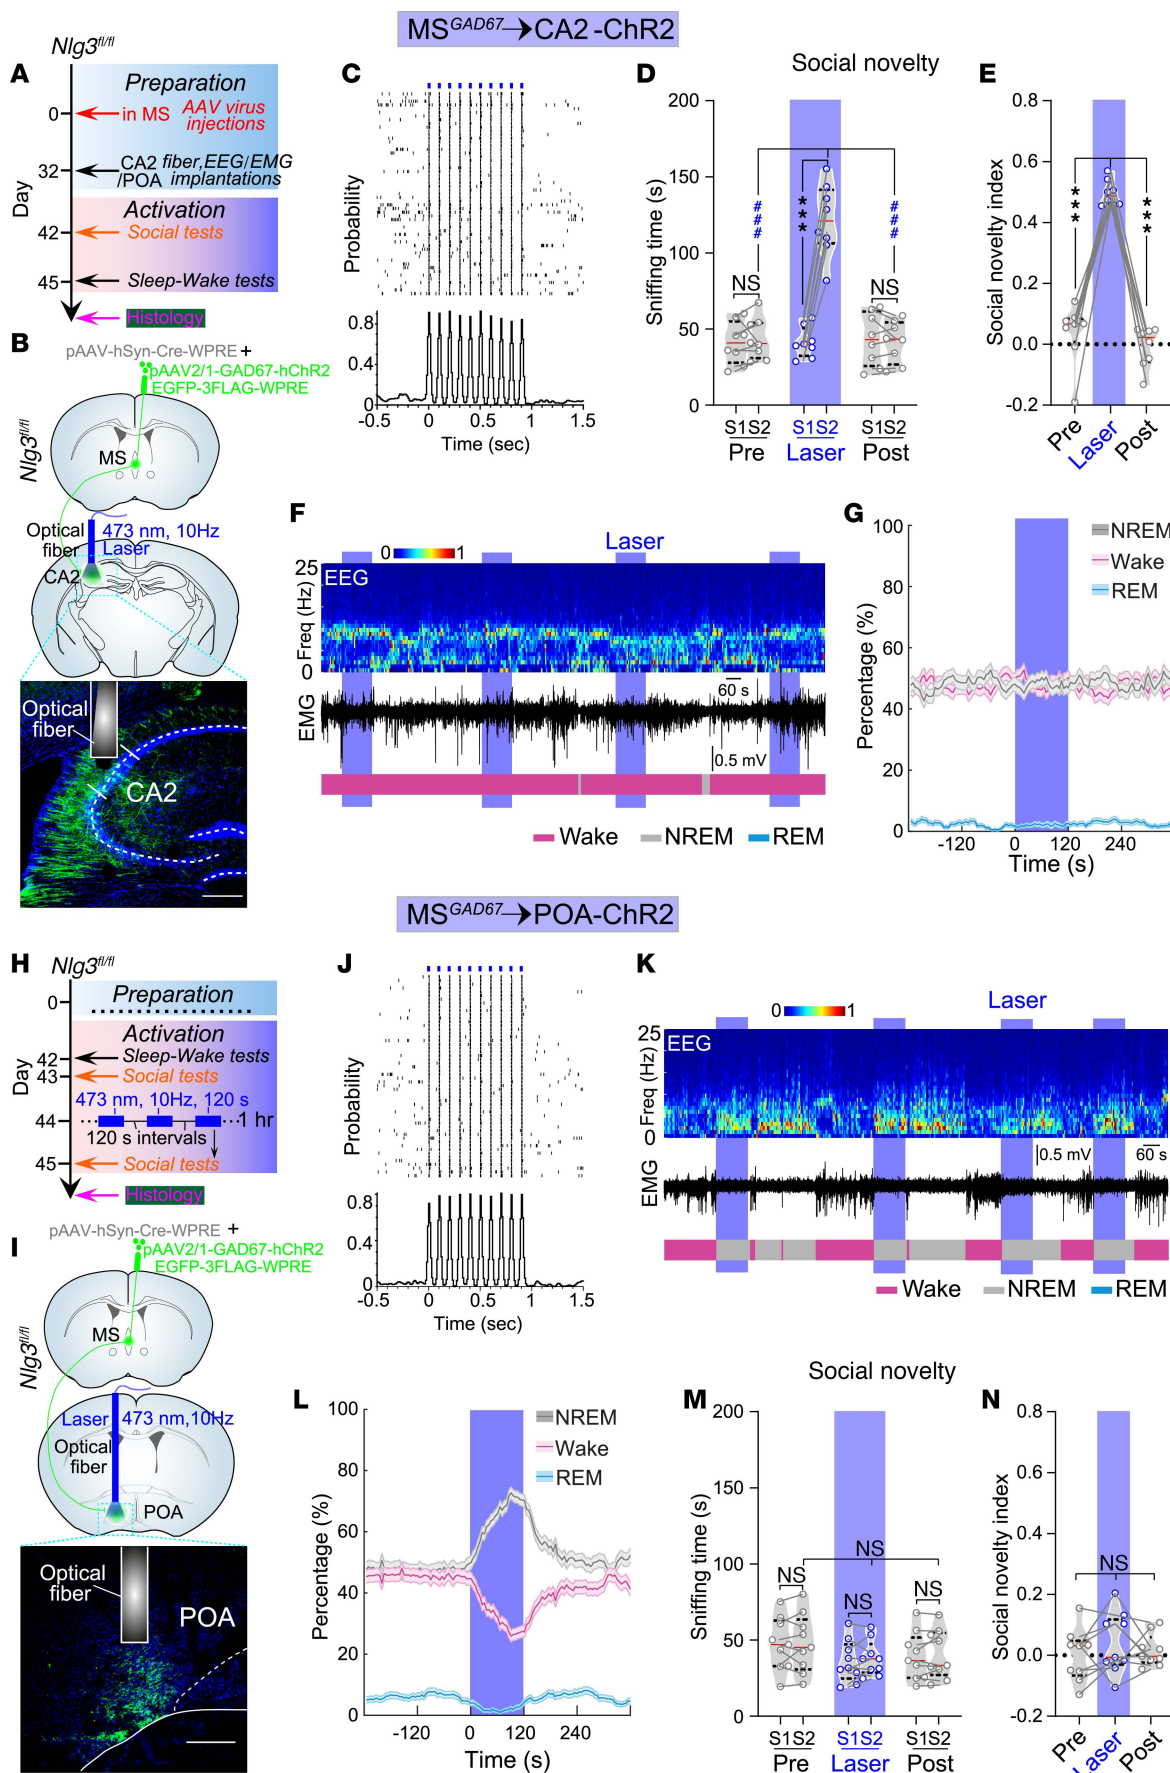 MS^GAD67→CA2-ChR2
A
Nlg3^fl/fl
Preparation
0
in MS AAV virus
injections
32
CA2 fiber, EEG/EMG
/POA implantations
Day
Activation
42
Social tests
45
Sleep-Wake tests
Histology
B
pAAV-hSyn-Cre-WPRE +
pAAV2/1-GAD67-hChR2
EGFP-3FLAG-WPRE
Nlg3^fl/fl
MS
Optical
fiber
473 nm, 10Hz
Laser
CA2
Optical
fiber
CA2
C
Probability
0.8
0.4
0
-0.5 0 0.5 1 1.5
Time (sec)
Social novelty
D
Sniffing time (s)
200
150
100
50
0
###
***
###
NS
NS
S1S2 S1S2 S1S2
Pre Laser Post
E
Social novelty index
0.8
0.6
0.4
0.2
0.0
-0.2
***
***
Pre
Laser
Post
F
0 1
Laser
25
EEG
Freq (Hz)
0
60 s
EMG
0.5 mV
Wake NREM REM
G
Percentage (%)
100
80
60
40
20
0
NREM
Wake
REM
-120 0 120 240
Time (s)
MS^GAD67→POA-ChR2
H
Nlg3^fl/fl
0
Preparation
Day
Activation
42
Sleep-Wake tests
43
Social tests
473 nm, 10Hz, 120 s
44
1 hr
120 s intervals
45
Social tests
Histology
I
pAAV-hSyn-Cre-WPRE +
pAAV2/1-GAD67-hChR2
EGFP-3FLAG-WPRE
Nlg3^fl/fl
MS
Laser 473 nm,10Hz
Optical
fiber
POA
Optical
fiber
POA
J
Probability
0.8
0.4
0
-0.5 0 0.5 1 1.5
Time (sec)
K
0 1
Laser
25
EEG
Freq (Hz)
0
0.5 mV 60 s
EMG
Wake NREM REM
L
Percentage (%)
100
80
60
40
20
0
NREM
Wake
REM
-120 0 120 240
Time (s)
Social novelty
M
Sniffing time (s)
200
150
100
50
0
NS
NS
NS
NS
S1S2 S1S2 S1S2
Pre Laser Post
N
Social novelty index
0.8
0.6
0.4
0.2
0.0
-0.2
NS
Pre
Laser
Post